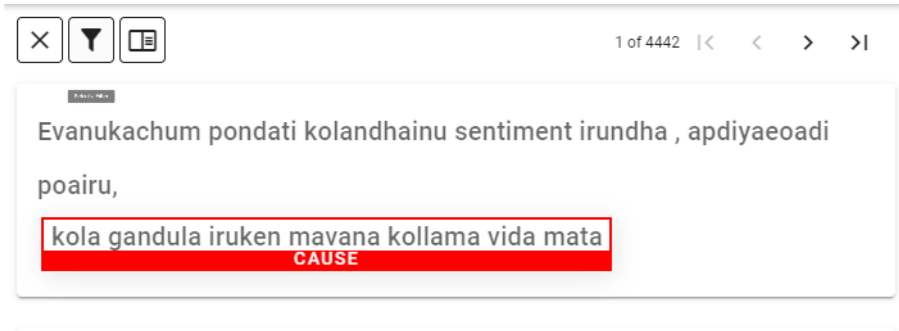 1 of 4442
Evanukachum pondati kolandhainu sentiment irundha , apdiyaeoadi
poairu,
kola gandula iruken mavana kollama vida mata
CAUSE